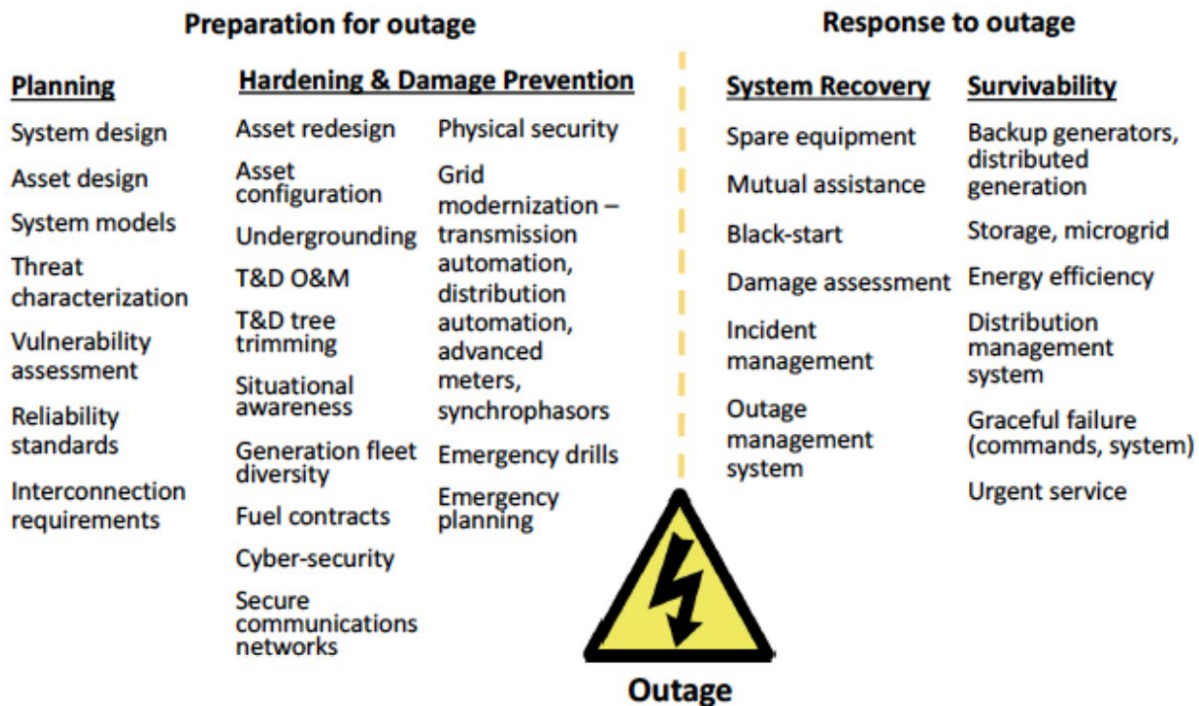 Preparation for outage
Response to outage
Planning
System design
Asset design
System models
Threat
characterization
Vulnerability
assessment
Reliability
standards
Interconnection
requirements
Hardening & Damage Prevention
Asset redesign
Asset
configuration
Undergrounding
T&D O&M
T&D tree
trimming
Situational
awareness
Generation fleet
diversity
Fuel contracts
Cyber-security
Secure
communications
networks
Physical security
Grid
modernization –
transmission
automation,
distribution
automation,
advanced
meters,
synchrophasors
Emergency drills
Emergency
planning
System Recovery
Spare equipment
Mutual assistance
Black-start
Damage assessment
Incident
management
Outage
management
system
Survivability
Backup generators,
distributed
generation
Storage, microgrid
Energy efficiency
Distribution
management
system
Graceful failure
(commands, system)
Urgent service
Outage